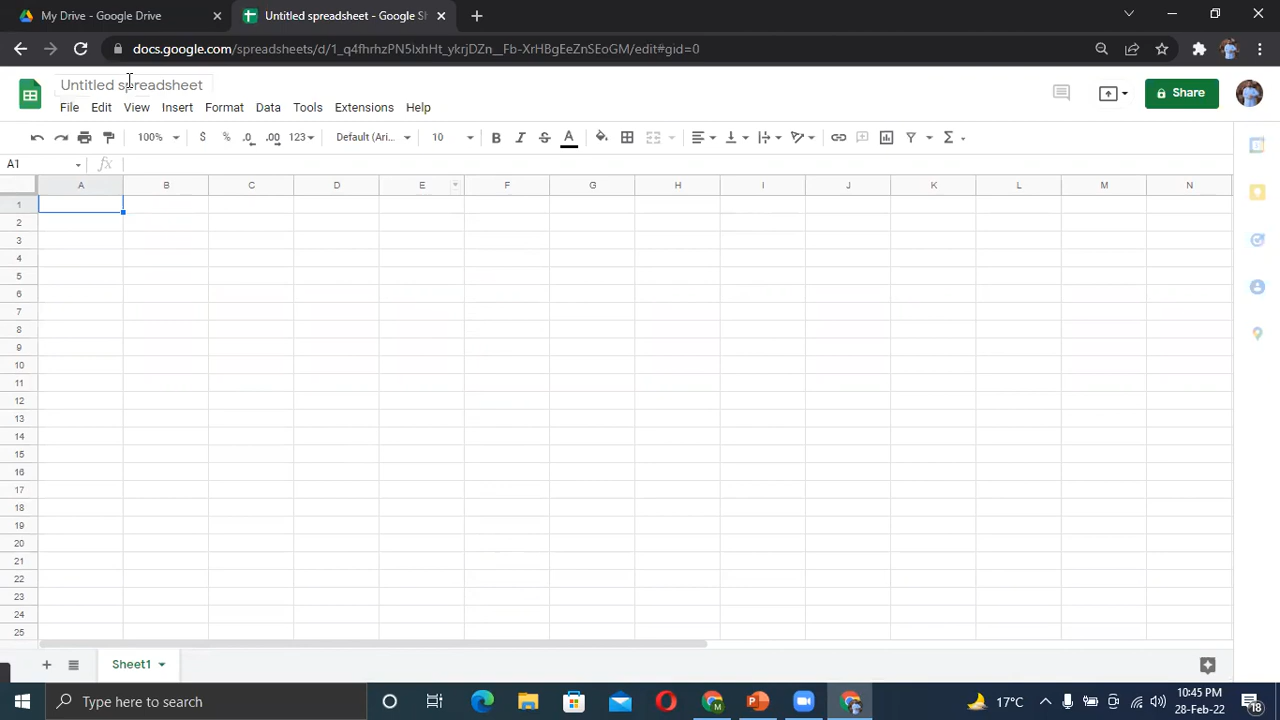 My Drive - Google Drive
Untitled spreadsheet - Google Sh
docs.google.com/spreadsheets/d/1_q4fhrhzPN5lxhHt_ykrjDZn__Fb-XrHBgEeZnSEoGM/edit#gid=0
Untitled spreadsheet
File Edit View Insert Format Data Tools Extensions Help
Share
100% $ % .0 .00 123 Default (Ari... 10 B I S A Σ
A1 fx
A B C D E F G H I J K L M N
1
2
3
4
5
6
7
8
9
10
11
12
13
14
15
16
17
18
19
20
21
22
23
24
25
Sheet1
Type here to search
17°C
10:45 PM
28-Feb-22
18